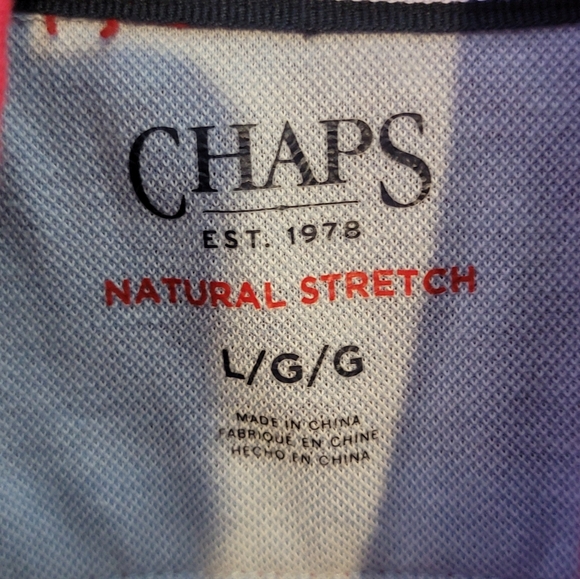 CHAPS
EST. 1978
NATURAL STRETCH
L/G/G
MADE IN CHINA
FABRIQUÉ EN CHINE
HECHO EN CHINA